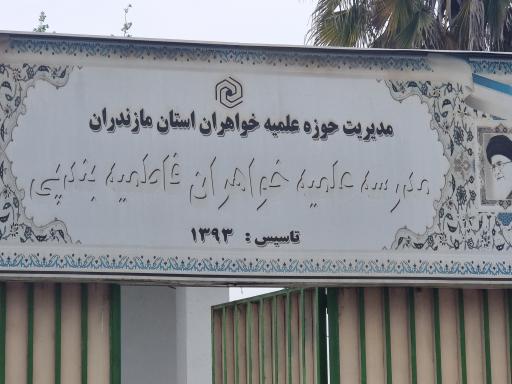 مدیریت حوزه علمیه خواهران استان مازندران
مدرسه علمیه خواهران فاطمیه بندپی
تاسیس : ۱۳۹۳